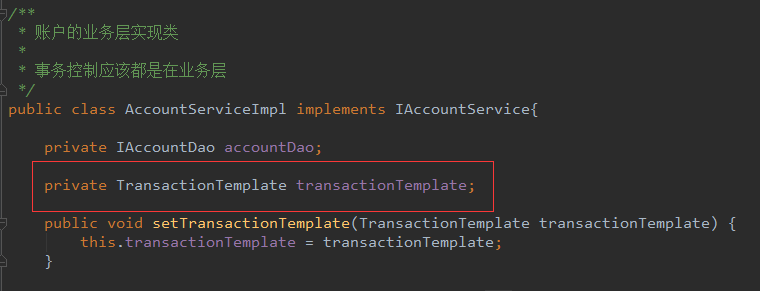 /**
* 账户的业务层实现类
*
* 事务控制应该都是在业务层
*/
public class AccountServiceImpl implements IAccountService{
private IAccountDao accountDao;
private TransactionTemplate transactionTemplate;
public void setTransactionTemplate(TransactionTemplate transactionTemplate) {
this.transactionTemplate = transactionTemplate;
}